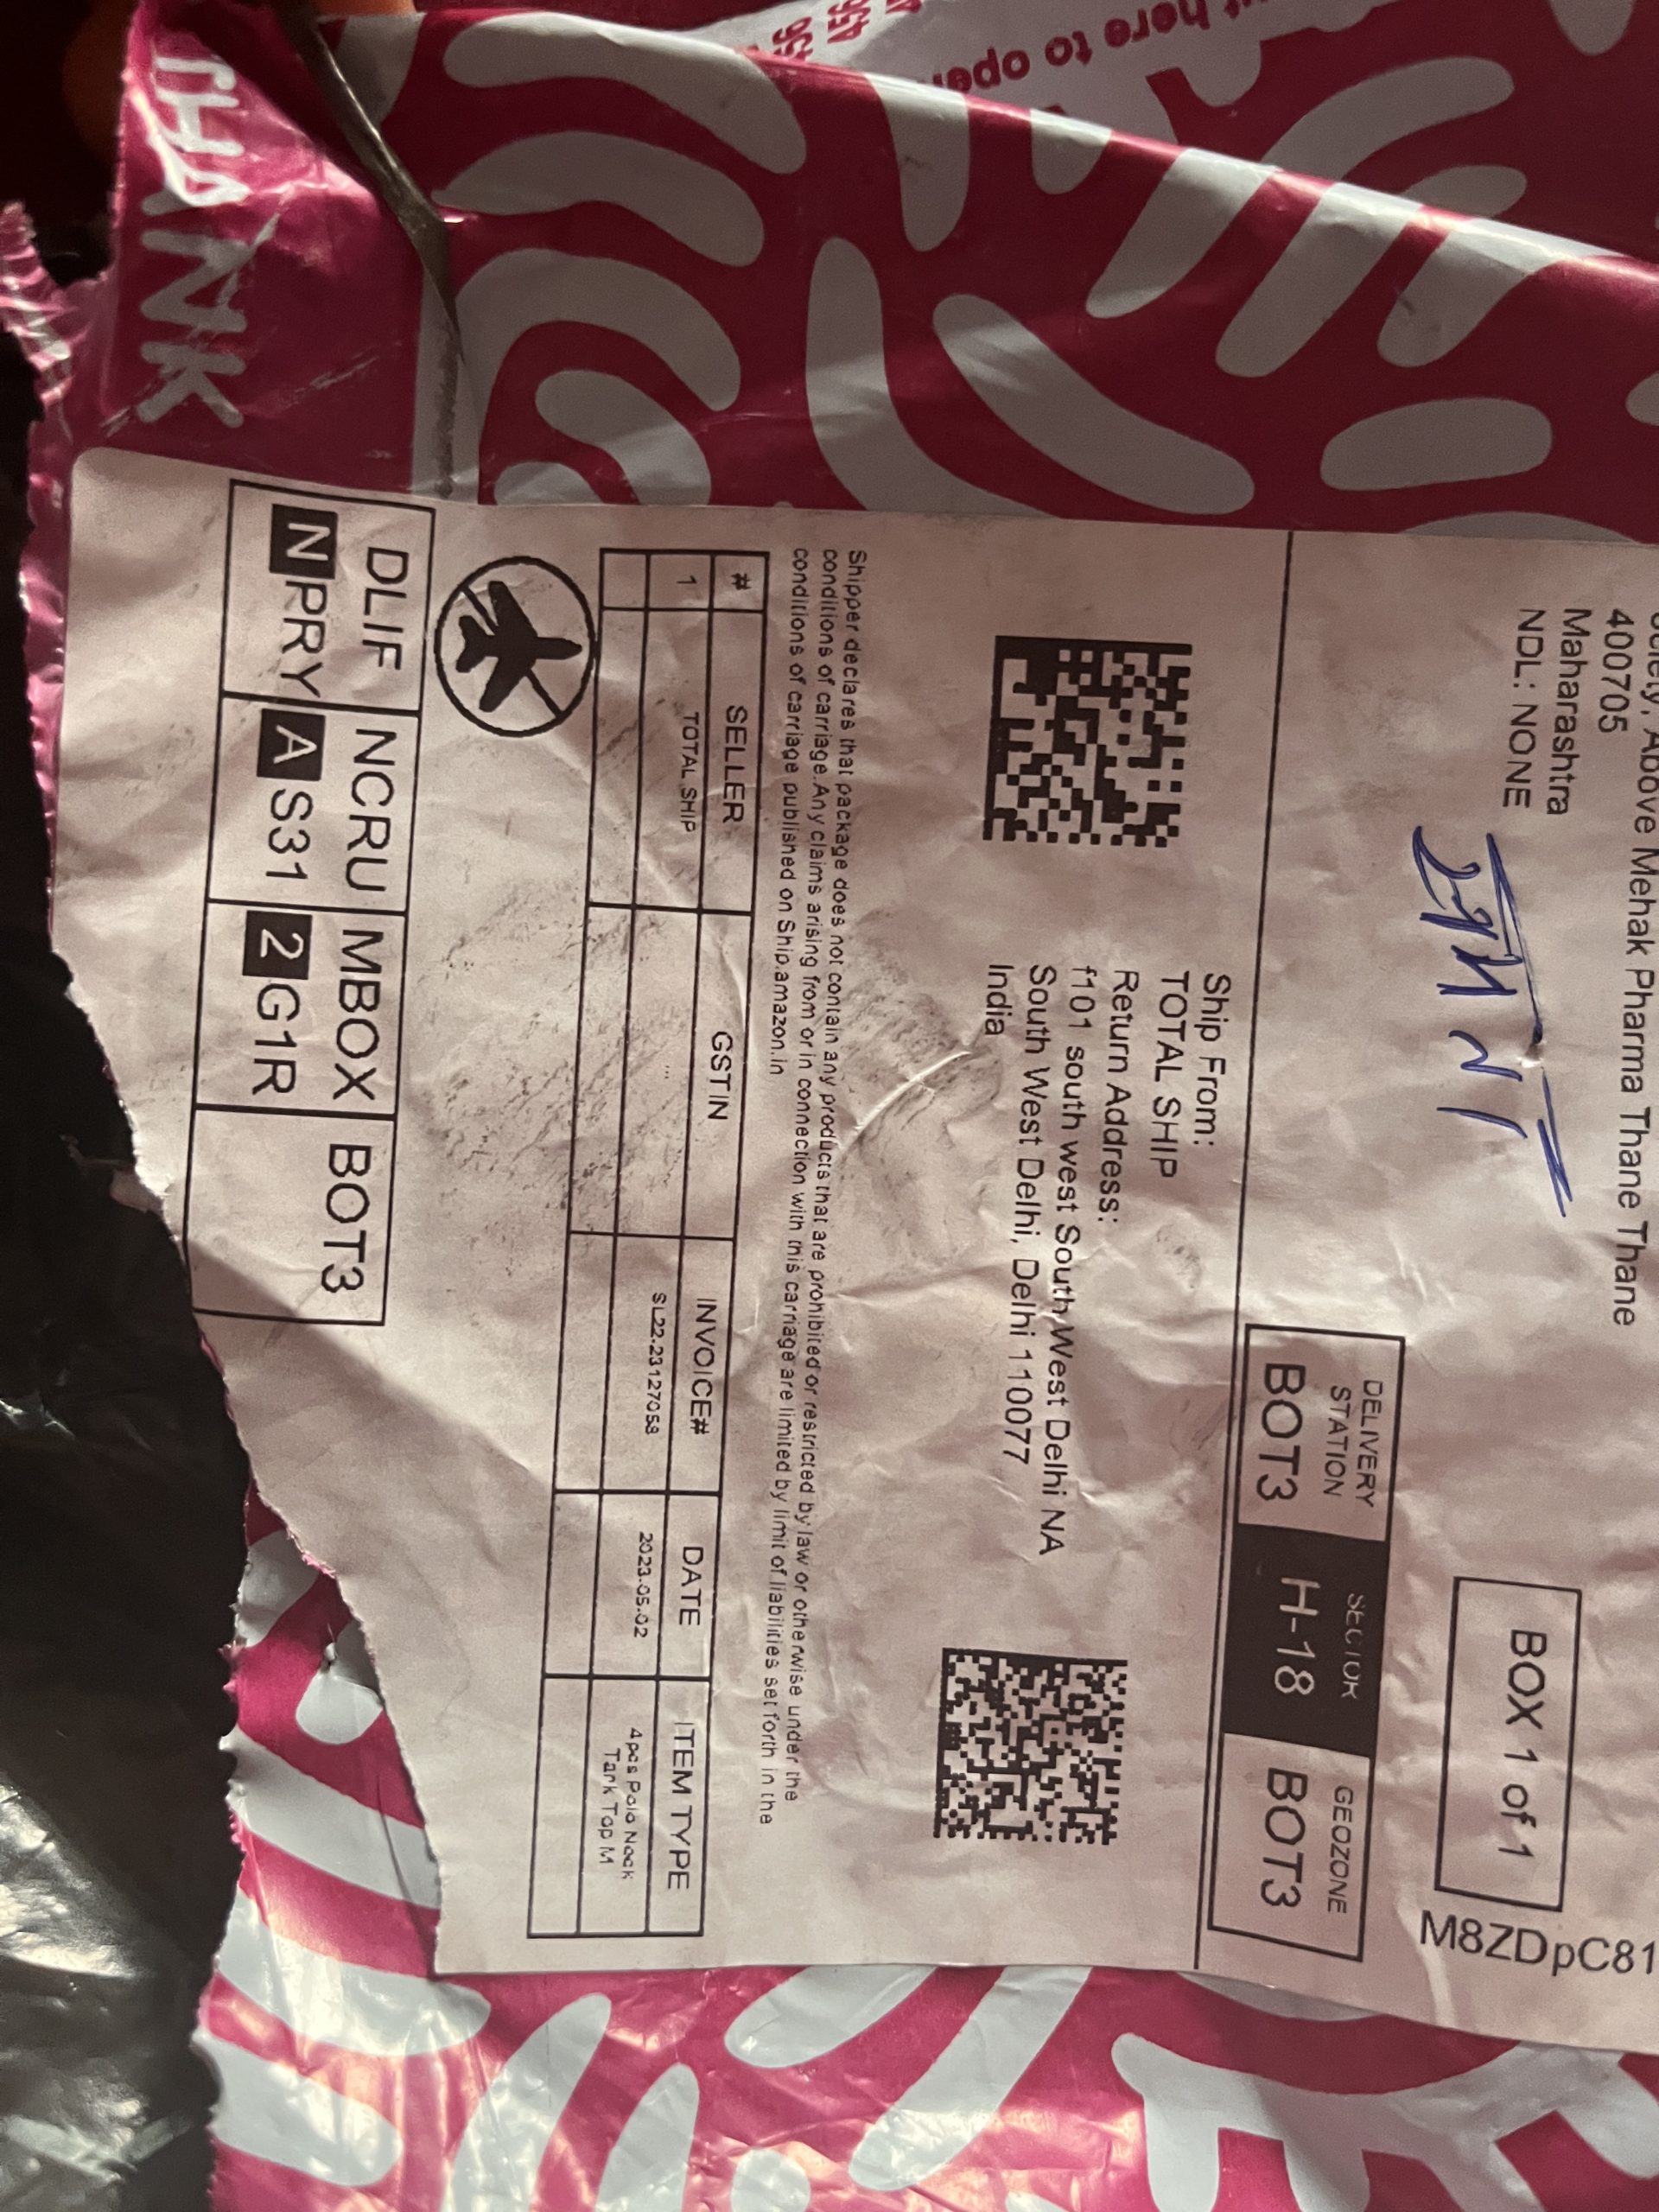 here to open
THANK
Society, Above Mehak Pharma Thane Thane
400705
Maharashtra
NDL: NONE
BOX 1 of 1
M8ZDpC81
DELIVERY STATION
BOT3
SECTOR
H-18
GEOZONE
BOT3
Ship From:
TOTAL SHIP
Return Address:
f101 south west South West Delhi NA
South West Delhi, Delhi 110077
India
Shipper declares that package does not contain any products that are prohibited or restricted by law or otherwise under the
conditions of carriage. Any claims arising from or in connection with this carriage are limited by limit of liabilities set forth in the
conditions of carriage published on Ship.amazon.in
# SELLER GSTIN INVOICE# DATE ITEM TYPE
1 TOTAL SHIP ... SL22-23127053 2023-05-02 4pcs Polo Neck
Tank Top M
DLIF NCRU MBOX BOT3
N PRY A S31 2 G1R